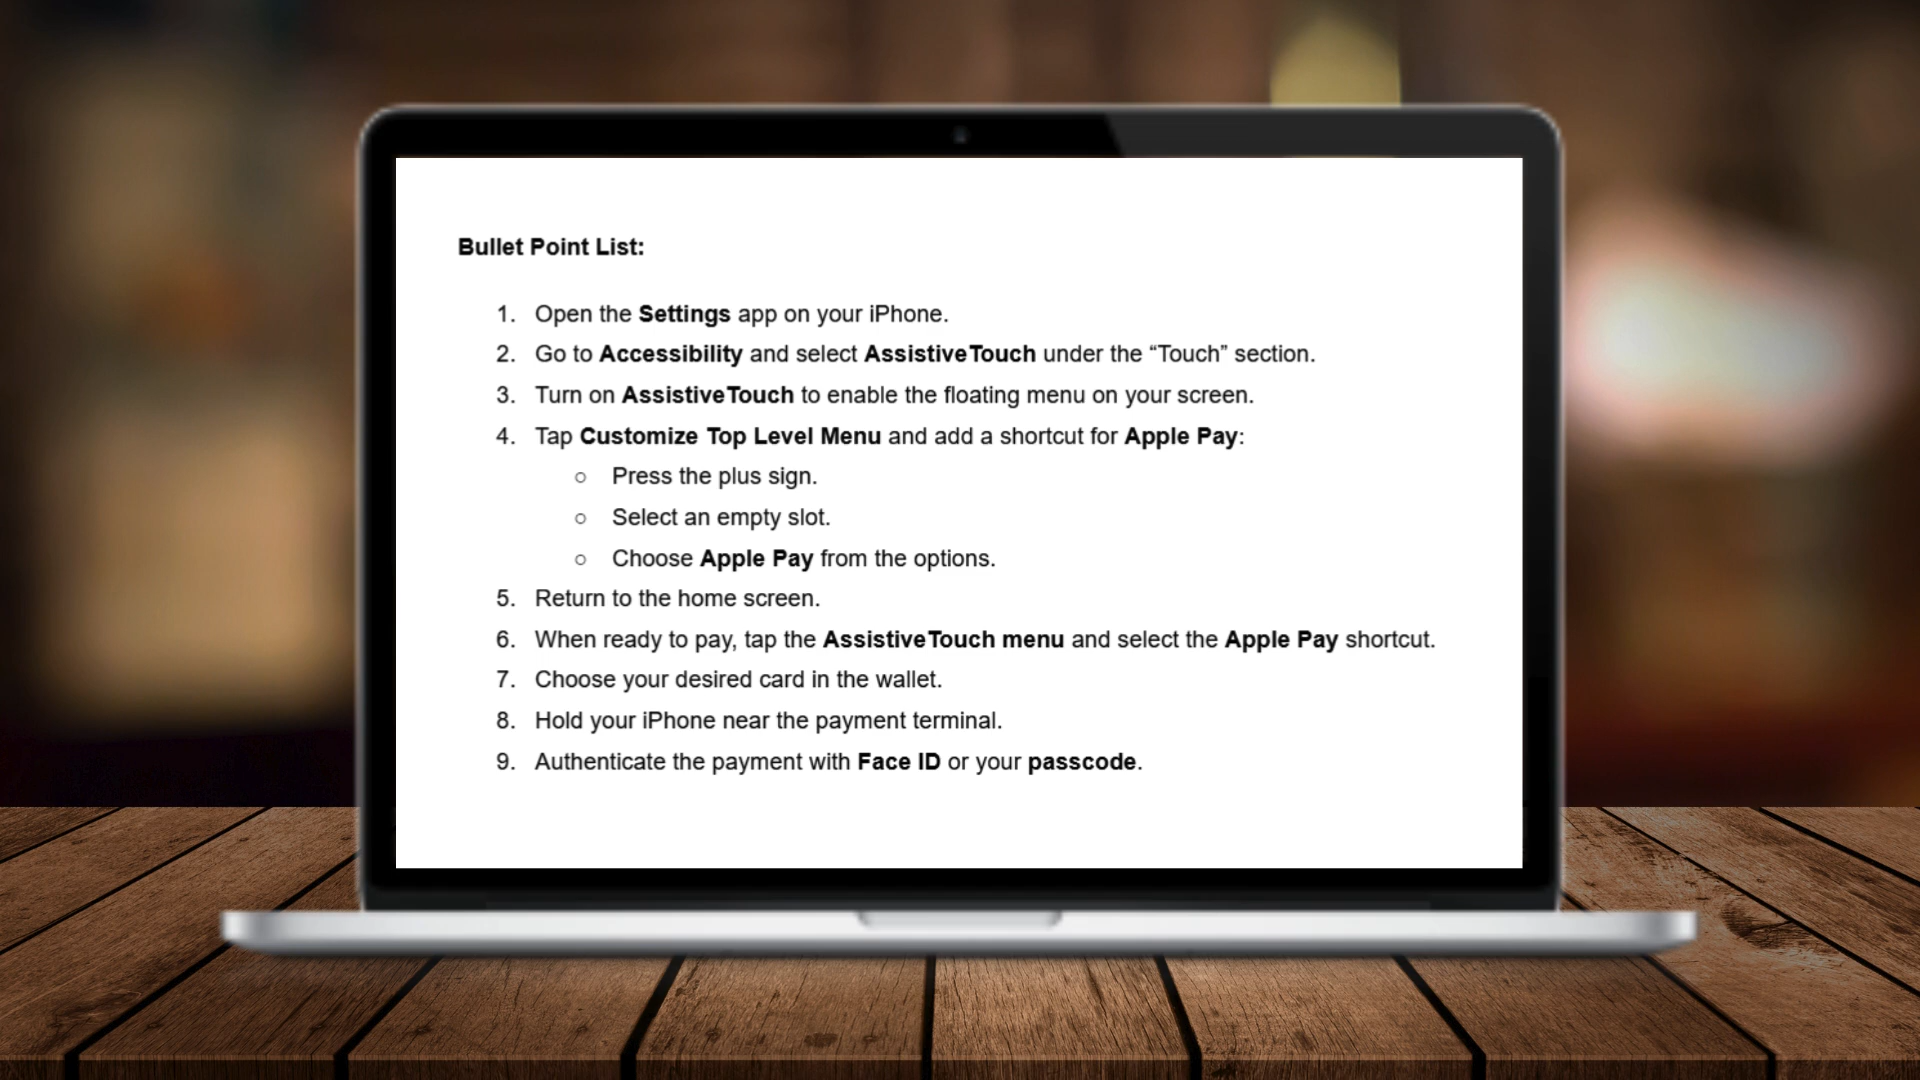 Bullet Point List:
1. Open the Settings app on your iPhone.
2. Go to Accessibility and select AssistiveTouch under the “Touch” section.
3. Turn on AssistiveTouch to enable the floating menu on your screen.
4. Tap Customize Top Level Menu and add a shortcut for Apple Pay:
○ Press the plus sign.
○ Select an empty slot.
○ Choose Apple Pay from the options.
5. Return to the home screen.
6. When ready to pay, tap the AssistiveTouch menu and select the Apple Pay shortcut.
7. Choose your desired card in the wallet.
8. Hold your iPhone near the payment terminal.
9. Authenticate the payment with Face ID or your passcode.